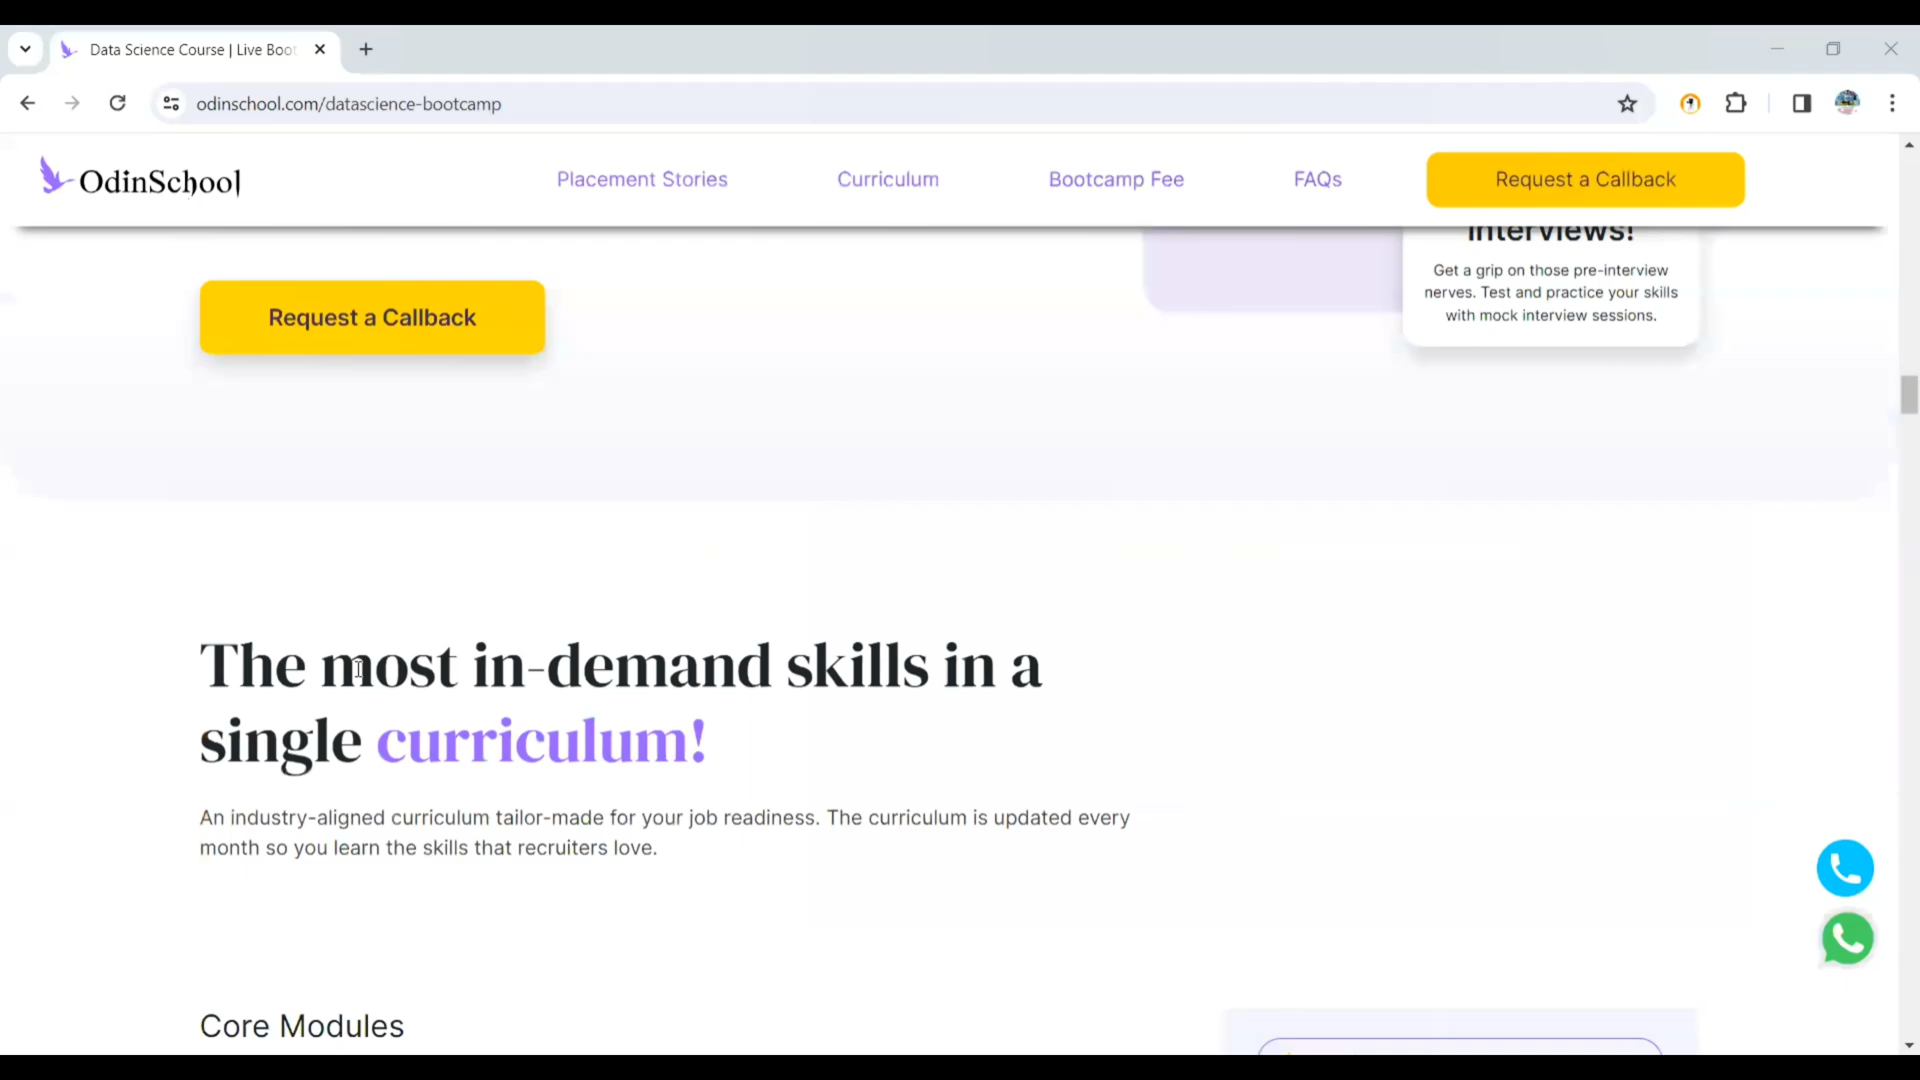 Data Science Course | Live Boot
odinschool.com/datascience-bootcamp
OdinSchool
Placement Stories
Curriculum
Bootcamp Fee
FAQs
Request a Callback
Interviews!
Get a grip on those pre-interview
nerves. Test and practice your skills
with mock interview sessions.
Request a Callback
The most in-demand skills in a
single curriculum!
An industry-aligned curriculum tailor-made for your job readiness. The curriculum is updated every
month so you learn the skills that recruiters love.
Core Modules